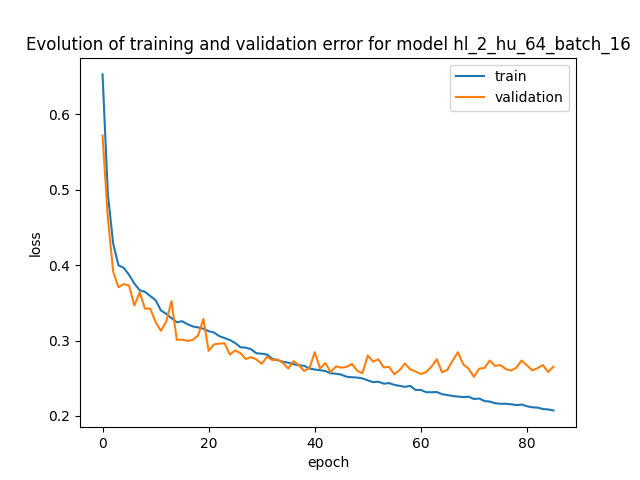 Evolution of training and validation error for model hl_2_hu_64_batch_16
train
validation
0.6
0.5
0.4
0.3
0.2
loss
0
20
40
60
80
epoch